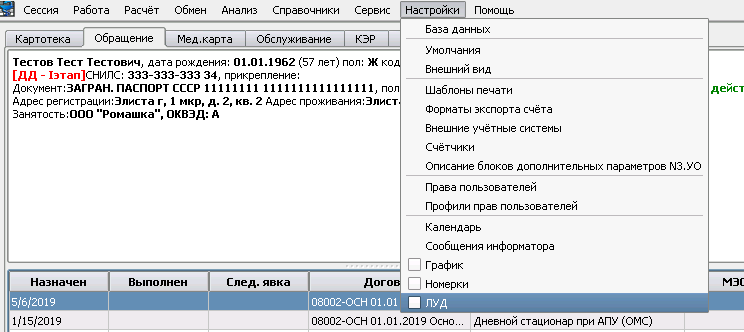 Сессия Работа Расчёт Обмен Анализ Справочники Сервис Настройки Помощь
Картотека Обращение Мед.карта Обслуживание КЭР
База данных
Умолчания
Внешний вид
Шаблоны печати
Форматы экспорта счёта
Внешние учётные системы
Счётчики
Описание блоков дополнительных параметров N3.УО
Права пользователей
Профили прав пользователей
Календарь
Сообщения информатора
График
Номерки
ЛУД
Тестов Тест Тестович, дата рождения: 01.01.1962 (57 лет) пол: Ж код
[ДД - Iэтап]СНИЛС: 333-333-333 34, прикрепление:
Документ:ЗАГРАН. ПАСПОРТ СССР 11111111 1111111111111111111, пол
Адрес регистрации:Элиста г, 1 мкр, д. 2, кв. 2 Адрес проживания:Элиста
Занятость:ООО "Ромашка", ОКВЭД: А
Назначен Выполнен След. явка Догов МЭС
5/6/2019 08002-ОСН 01.01
1/15/2019 08002-ОСН 01.01.2019 Осно... Дневной стационар при АПУ (ОМС)